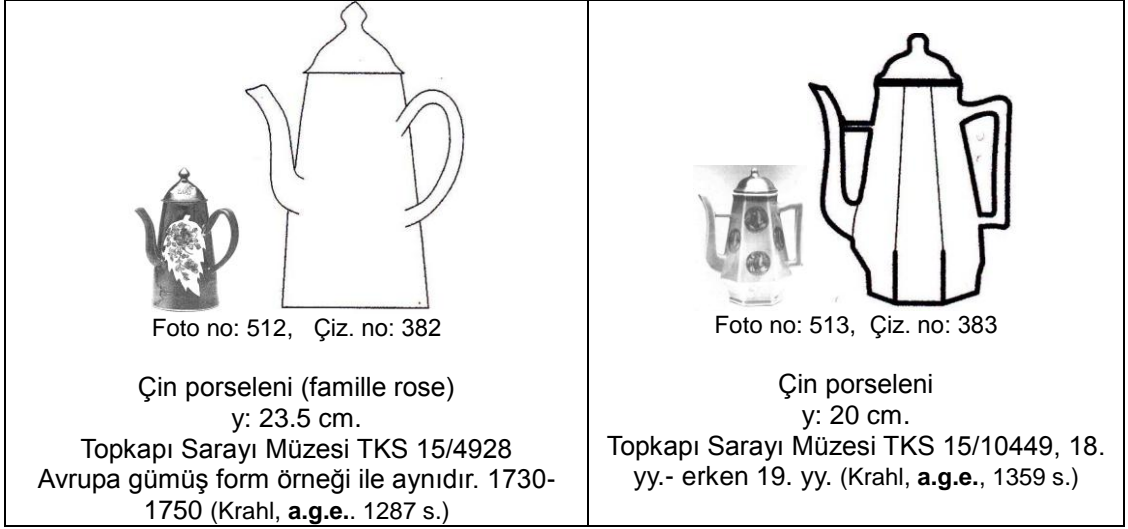 Foto no: 512, Çiz. no: 382
Çin porseleni (famille rose)
y: 23.5 cm.
Topkapı Sarayı Müzesi TKS 15/4928
Avrupa gümüş form örneği ile aynıdır. 1730-
1750 (Krahl, a.g.e.. 1287 s.)
Foto no: 513, Çiz. no: 383
Çin porseleni
y: 20 cm.
Topkapı Sarayı Müzesi TKS 15/10449, 18.
yy.- erken 19. yy. (Krahl, a.g.e., 1359 s.)